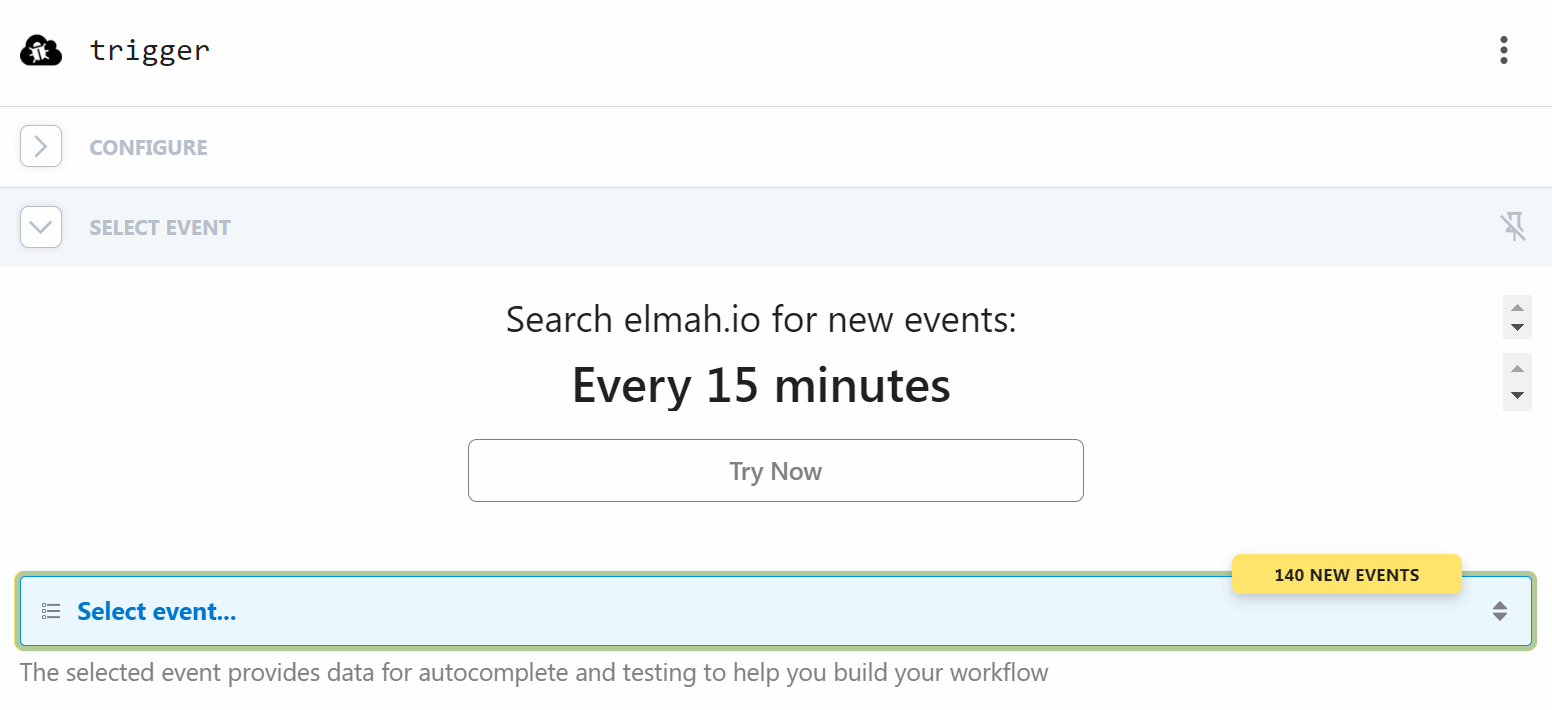 trigger
CONFIGURE
SELECT EVENT
Search elmah.io for new events:
Every 15 minutes
Try Now
140 NEW EVENTS
Select event...
The selected event provides data for autocomplete and testing to help you build your workflow